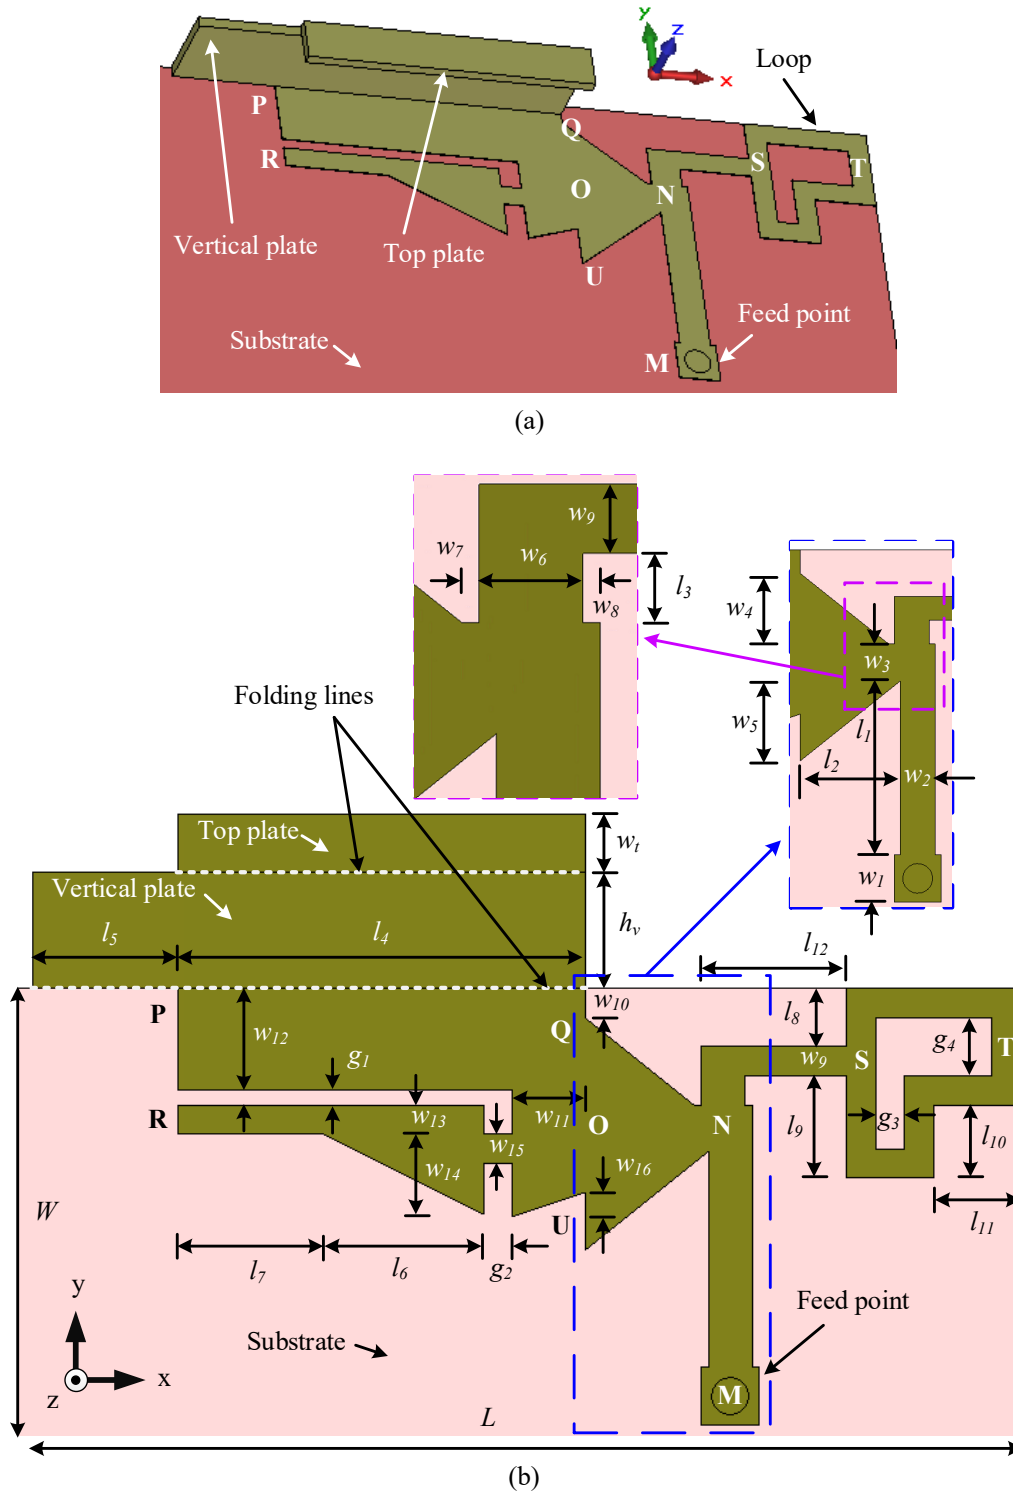 y
z
x
Loop
P
Q
R
O
N
S
T
Vertical plate
Top plate
U
Feed point
Substrate
M
(a)
w9
w7
w6
w8
l3
w4
w3
w5
l1
l2
w2
w1
Folding lines
Top plate
wt
Vertical plate
l5
l4
hv
l12
P
w10
l8
Q
w12
g1
w9
S
g4
T
R
w13
w11
O
N
g3
l9
l10
w15
w14
w16
W
U
l11
l7
l6
g2
y
Feed point
Substrate
x
z
M
L
(b)